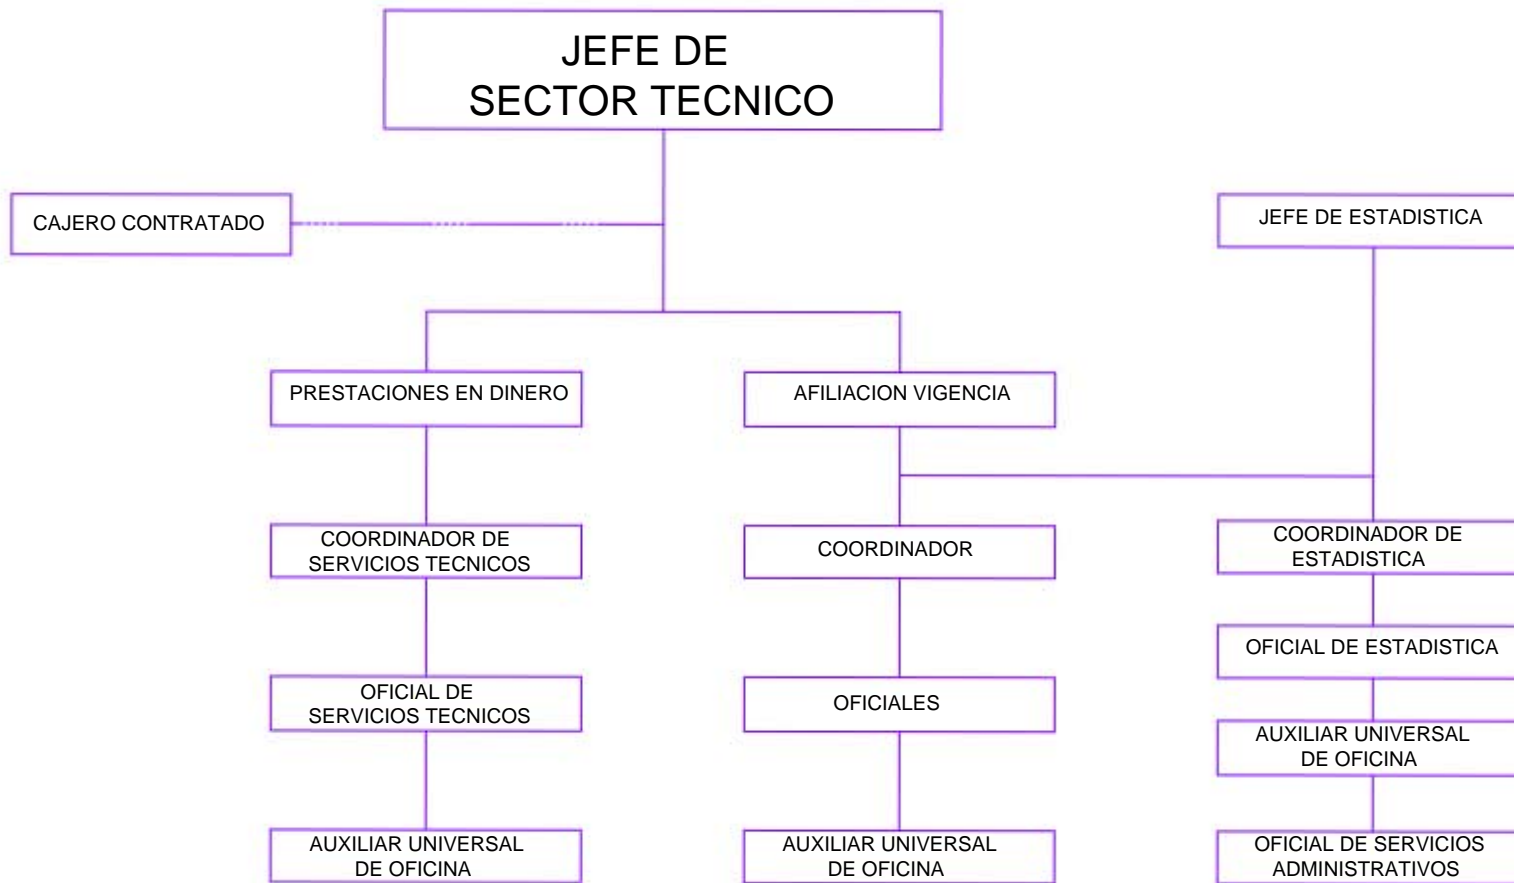 JEFE DE
SECTOR TECNICO
CAJERO CONTRATADO
JEFE DE ESTADISTICA
PRESTACIONES EN DINERO
AFILIACION VIGENCIA
COORDINADOR DE
SERVICIOS TECNICOS
COORDINADOR
COORDINADOR DE
ESTADISTICA
OFICIAL DE ESTADISTICA
OFICIAL DE
SERVICIOS TECNICOS
OFICIALES
AUXILIAR UNIVERSAL
DE OFICINA
AUXILIAR UNIVERSAL
DE OFICINA
AUXILIAR UNIVERSAL
DE OFICINA
OFICIAL DE SERVICIOS
ADMINISTRATIVOS